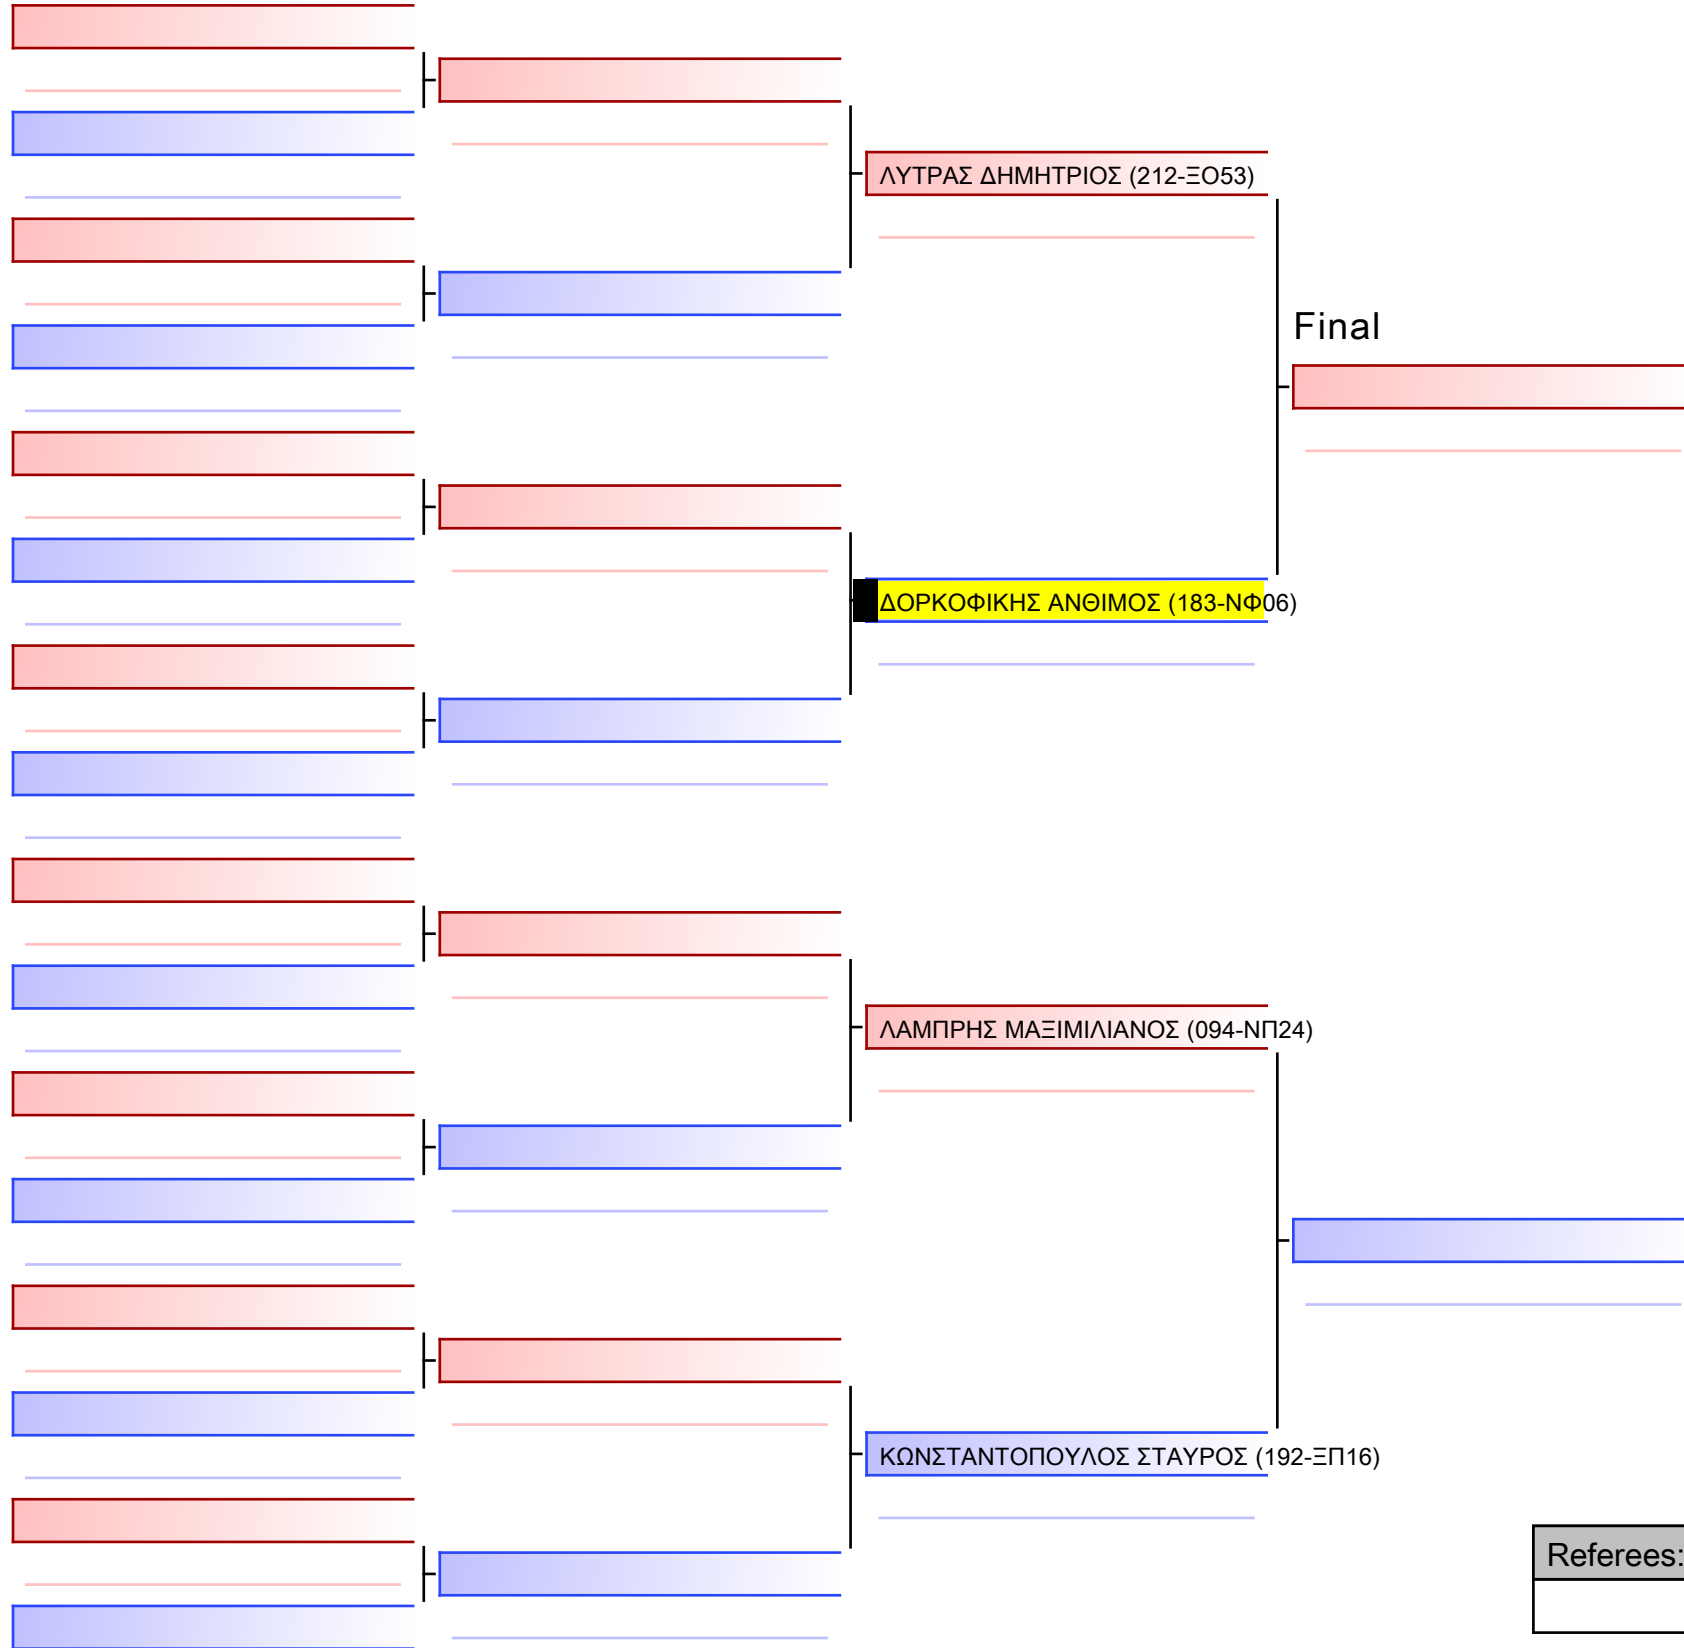 ΛΥΤΡΑΣ ΔΗΜΗΤΡΙΟΣ (212-ΞΟ53)
Final
ΔΟΡΚΟΦΙΚΗΣ ΑΝΘΙΜΟΣ (183-ΝΦ06)
ΛΑΜΠΡΗΣ ΜΑΞΙΜΙΛΙΑΝΟΣ (094-ΝΠ24)
ΚΩΝΣΤΑΝΤΟΠΟΥΛΟΣ ΣΤΑΥΡΟΣ (192-ΞΠ16)
Referees: